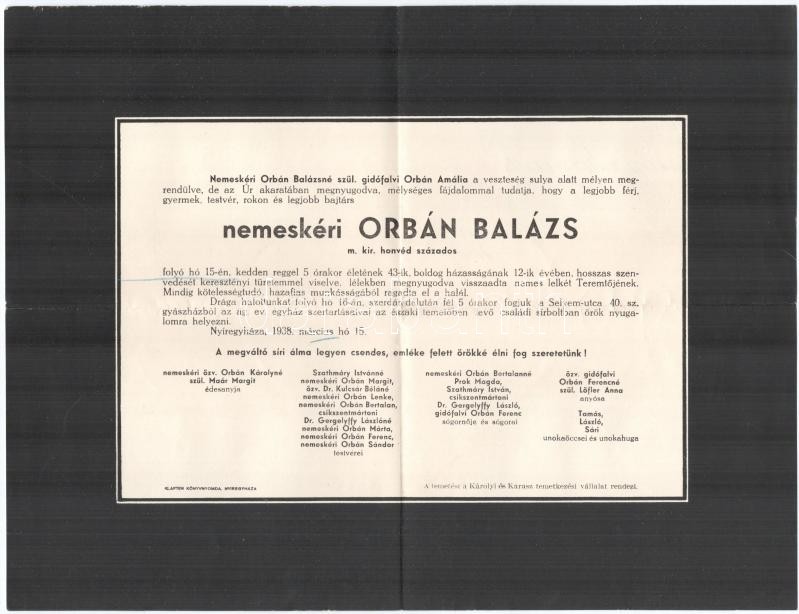 Nemeskéri Orbán Balázsné szül. gidófalvi Orbán Amália a veszteség sulya alatt mélyen meg-
rendülve, de az Úr akaratában megnyugodva, mélységes fájdalommal tudatja, hogy a legjobb férj,
gyermek, testvér, rokon és legjobb bajtárs
nemeskéri ORBÁN BALÁZS
m. kir. honvéd százados
folyó hó 15-én, kedden reggel 5 órakor életének 43-ik, boldog házasságának 12-ik évében, hosszas szen-
vedését keresztényi türelemmel viselve, lélekben megnyugodva visszaadta nemes lelkét Teremtőjének.
Mindig kötelességtudó, hazafias munkásságából ragadta el a halál.
Drága halottunkat folyó hó 16-án, szerdán délután fél 5 órakor fogjuk a Selyem-utca 40. sz.
gyászházból az ág. ev. egyház szertartásaival az északi temetőben levő családi sírboltban örök nyuga-
lomra helyezni.
Nyíregyháza, 1938. március hó 15.
A megváltó síri álma legyen csendes, emléke felett örökké élni fog szeretetünk!
nemeskéri özv. Orbán Károlyné
szül. Maár Margit
édesanyja
Szathmáry Istvánné
nemeskéri Orbán Margit,
özv. Dr. Kulcsár Béláné
nemeskéri Orbán Lenke,
nemeskéri Orbán Bertalan,
csikszentmártoni
Dr. Gergelyffy Lászlóné
nemeskéri Orbán Márta,
nemeskéri Orbán Ferenc,
nemeskéri Orbán Sándor
testvérei
nemeskéri Orbán Bertalanné
Prok Magda,
Szathmáry István,
csikszentmártoni
Dr. Gergelyffy László,
gidófalvi Orbán Ferenc
sógornője és sógorai
özv. gidófalvi
Orbán Ferencné
szül. Löfler Anna
anyósa
Tamás,
László,
Sári
unokaöccsei és unokahuga
KLAFTER KÖNYVNYOMDA, NYIREGYHÁZA
A temetést a Károlyi és Karasz temetkezési vállalat rendezi.